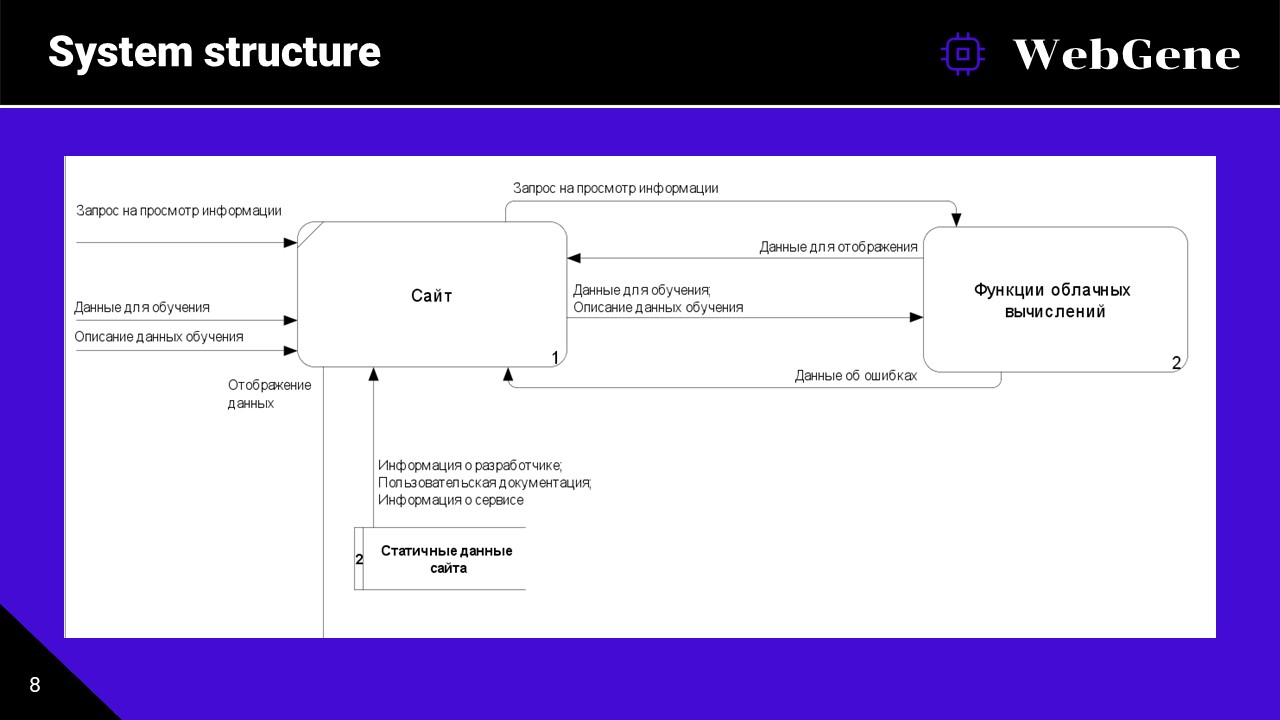 System structure
WebGene
Запрос на просмотр информации
Запрос на просмотр информации
Данные для отображения
Сайт
Данные для обучения;
Описание данных обучения
Функции облачных
вычислений
Данные для обучения
Описание данных обучения
1
2
Отображение
данных
Данные об ошибках
Информация о разработчике;
Пользовательская документация;
Информация о сервисе
2
Статичные данные
сайта
8